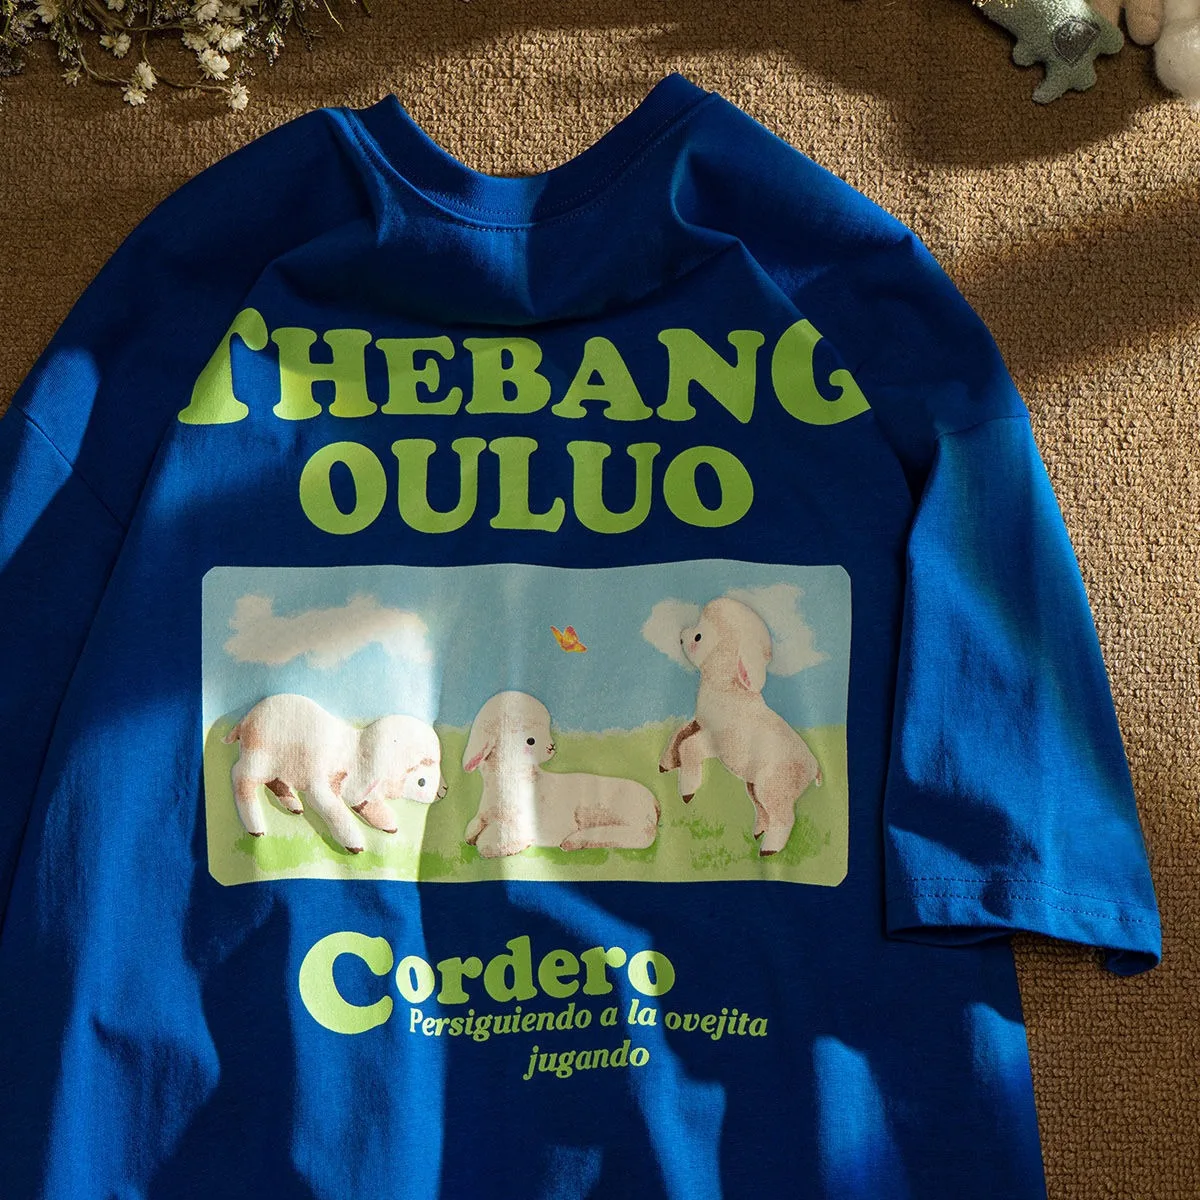 THEBANG
OULUO
Cordero
Persiguiendo a la ovejita
jugando